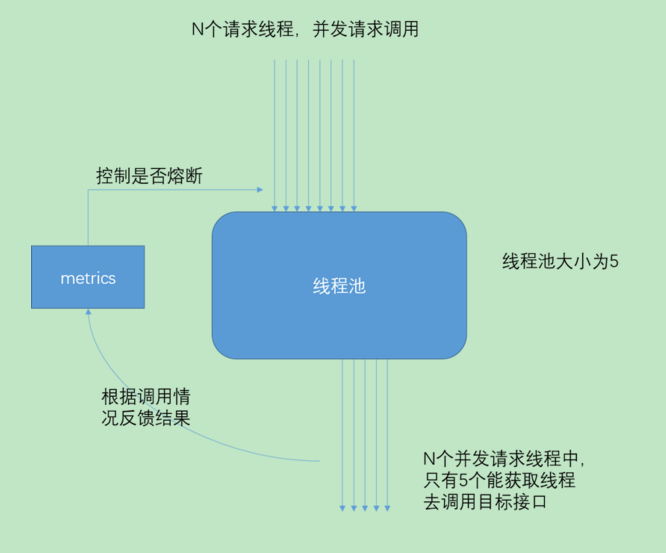 N个请求线程，并发请求调用
控制是否熔断
metrics
线程池
线程池大小为5
根据调用情
况反馈结果
N个并发请求线程中，
只有5个能获取线程
去调用目标接口